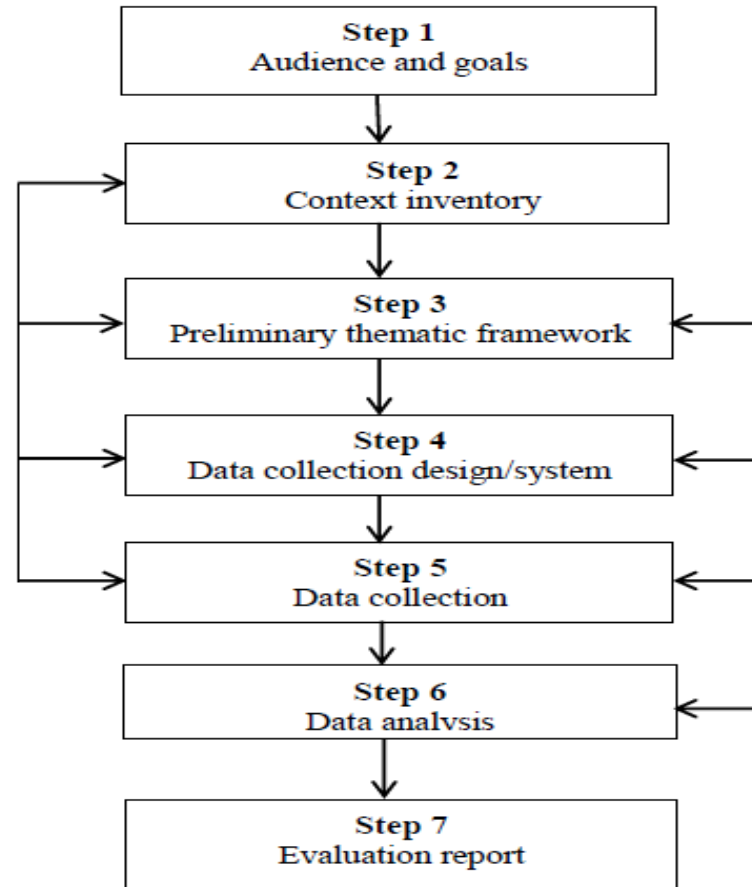 Step 1
Audience and goals
Step 2
Context inventory
Step 3
Preliminary thematic framework
Step 4
Data collection design/system
Step 5
Data collection
Step 6
Data analysis
Step 7
Evaluation report